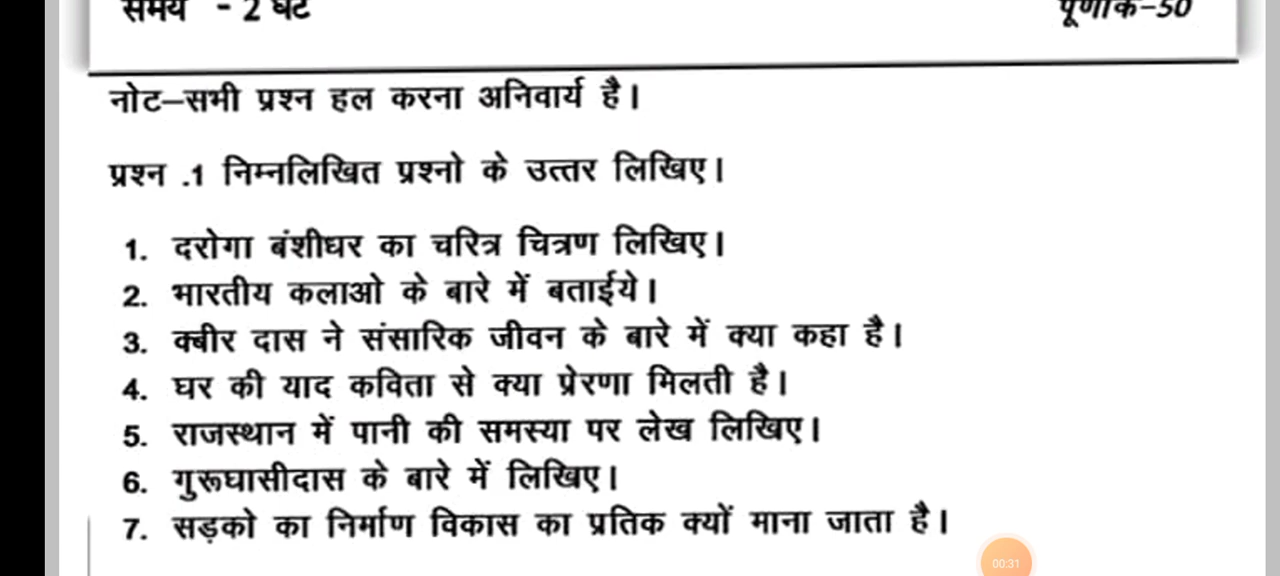 समय - 2 घंटे पूर्णांक-50
नोट–सभी प्रश्न हल करना अनिवार्य है।
प्रश्न .1 निम्नलिखित प्रश्नो के उत्तर लिखिए।
1. दरोगा बंशीधर का चरित्र चित्रण लिखिए।
2. भारतीय कलाओ के बारे में बताईये।
3. क्बीर दास ने संसारिक जीवन के बारे में क्या कहा है।
4. घर की याद कविता से क्या प्रेरणा मिलती है।
5. राजस्थान में पानी की समस्या पर लेख लिखिए।
6. गुरूघासीदास के बारे में लिखिए।
7. सड़को का निर्माण विकास का प्रतिक क्यों माना जाता है।
00:31